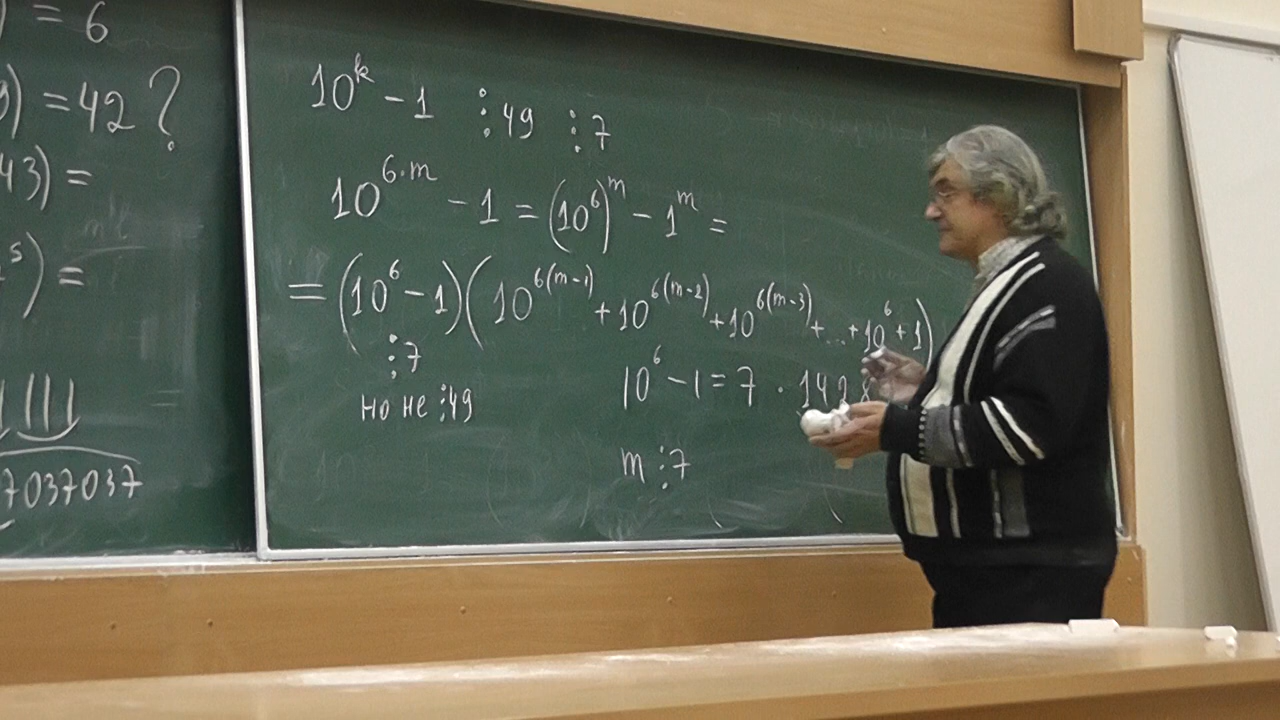 ) = 6
9) = 42 ?
43) =
s) =
111
7037037
10^k - 1 ⋮ 49 ⋮ 7
10^{6·m} - 1 = (10^6)^m - 1^m =
= (10^6 - 1)(10^{6(m-1)} + 10^{6(m-2)} + 10^{6(m-3)} + ... + 10^6 + 1)
⋮ 7
10^6 - 1 = 7 · 1428
но не ⋮ 49
m ⋮ 7